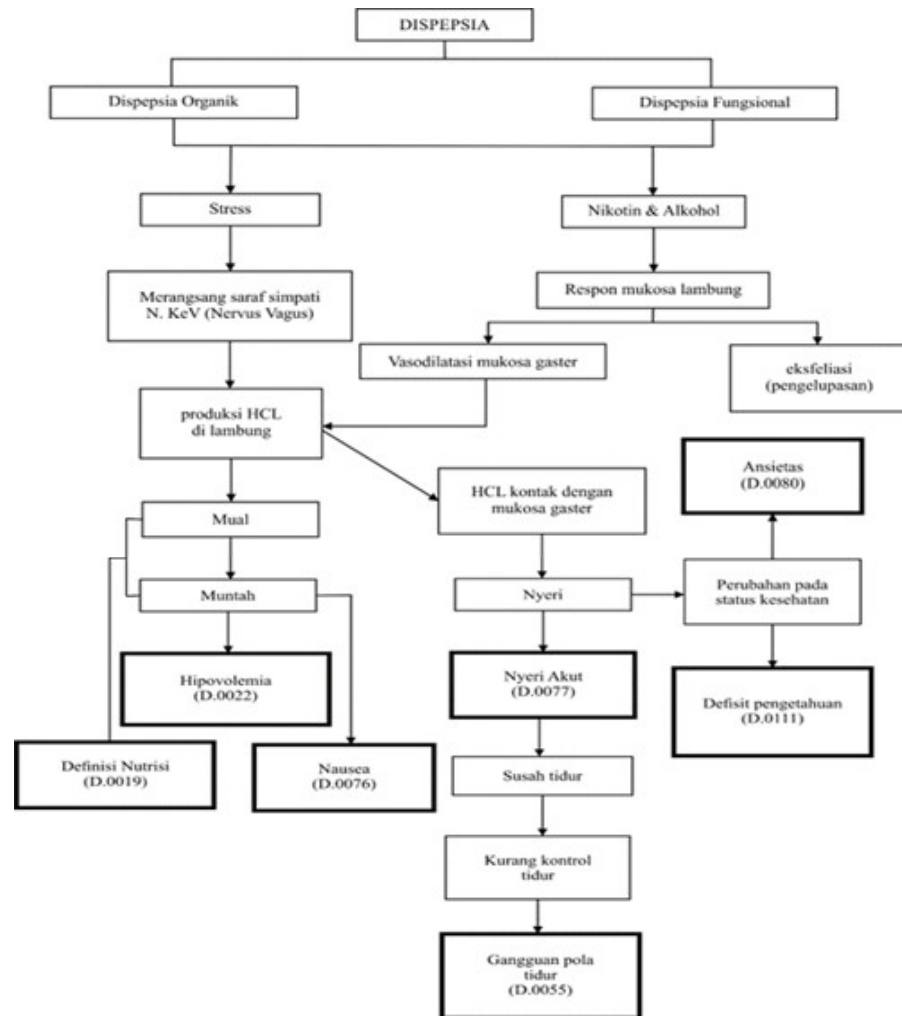 DISPEPSIA
Dispepsia Organik
Dispepsia Fungsional
Stress
Nikotin & Alkohol
Merangsang saraf simpati
N. KeV (Nervus Vagus)
Respon mukosa lambung
Vasodilatasi mukosa gaster
eksfeliasi
(pengelupasan)
produksi HCL
di lambung
Ansietas
(D.0080)
HCL kontak dengan
mukosa gaster
Mual
Muntah
Nyeri
Perubahan pada
status kesehatan
Hipovolemia
(D.0022)
Nyeri Akut
(D.0077)
Defisit pengetahuan
(D.0111)
Definisi Nutrisi
(D.0019)
Nausea
(D.0076)
Susah tidur
Kurang kontrol
tidur
Gangguan pola
tidur
(D.0055)